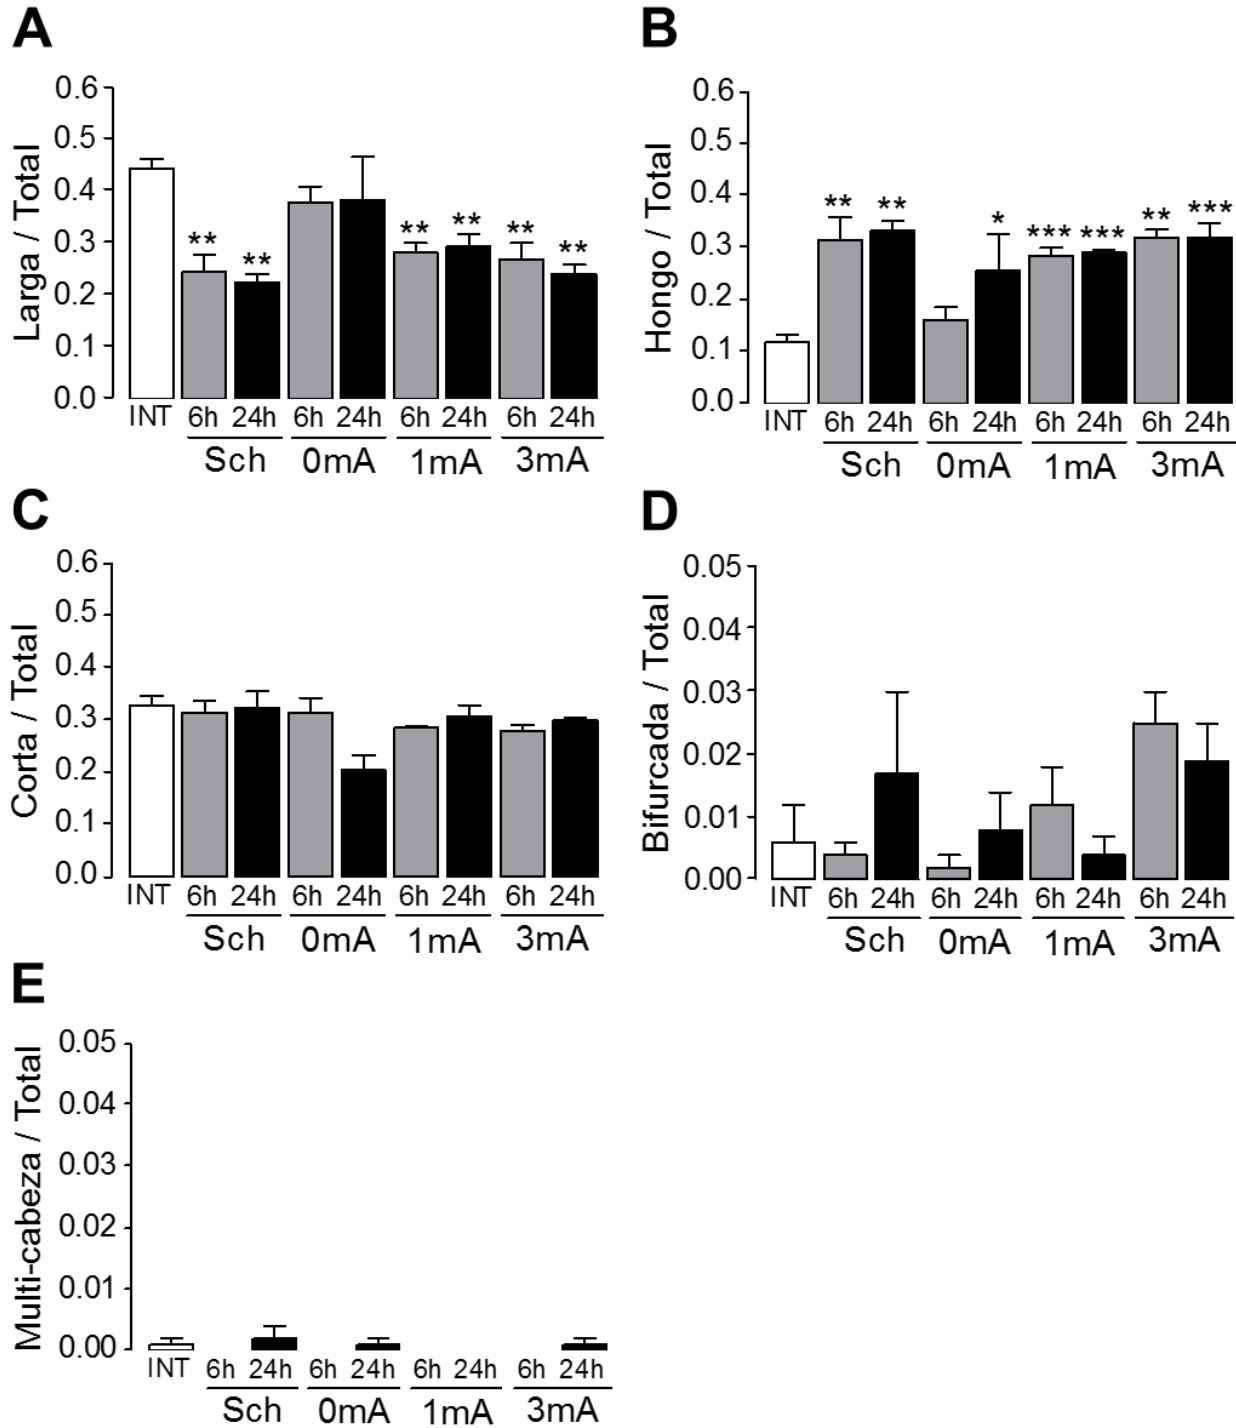 A
Larga / Total
0.6
0.5
0.4
0.3
0.2
0.1
0.0
** ** ** ** ** **
INT 6h 24h 6h 24h 6h 24h 6h 24h
Sch 0mA 1mA 3mA
B
Hongo / Total
0.6
0.5
0.4
0.3
0.2
0.1
0.0
** ** * *** *** ** ***
INT 6h 24h 6h 24h 6h 24h 6h 24h
Sch 0mA 1mA 3mA
C
Corta / Total
0.6
0.5
0.4
0.3
0.2
0.1
0.0
INT 6h 24h 6h 24h 6h 24h 6h 24h
Sch 0mA 1mA 3mA
D
Bifurcada / Total
0.05
0.04
0.03
0.02
0.01
0.00
INT 6h 24h 6h 24h 6h 24h 6h 24h
Sch 0mA 1mA 3mA
E
Multi-cabeza / Total
0.05
0.04
0.03
0.02
0.01
0.00
INT 6h 24h 6h 24h 6h 24h 6h 24h
Sch 0mA 1mA 3mA